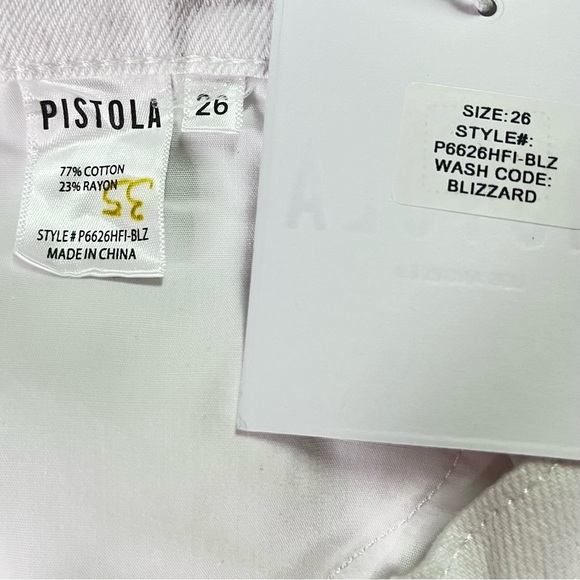 PISTOLA
26
77% COTTON
23% RAYON
35
STYLE # P6626HFI-BLZ
MADE IN CHINA
SIZE: 26
STYLE#:
P6626HFI-BLZ
WASH CODE:
BLIZZARD